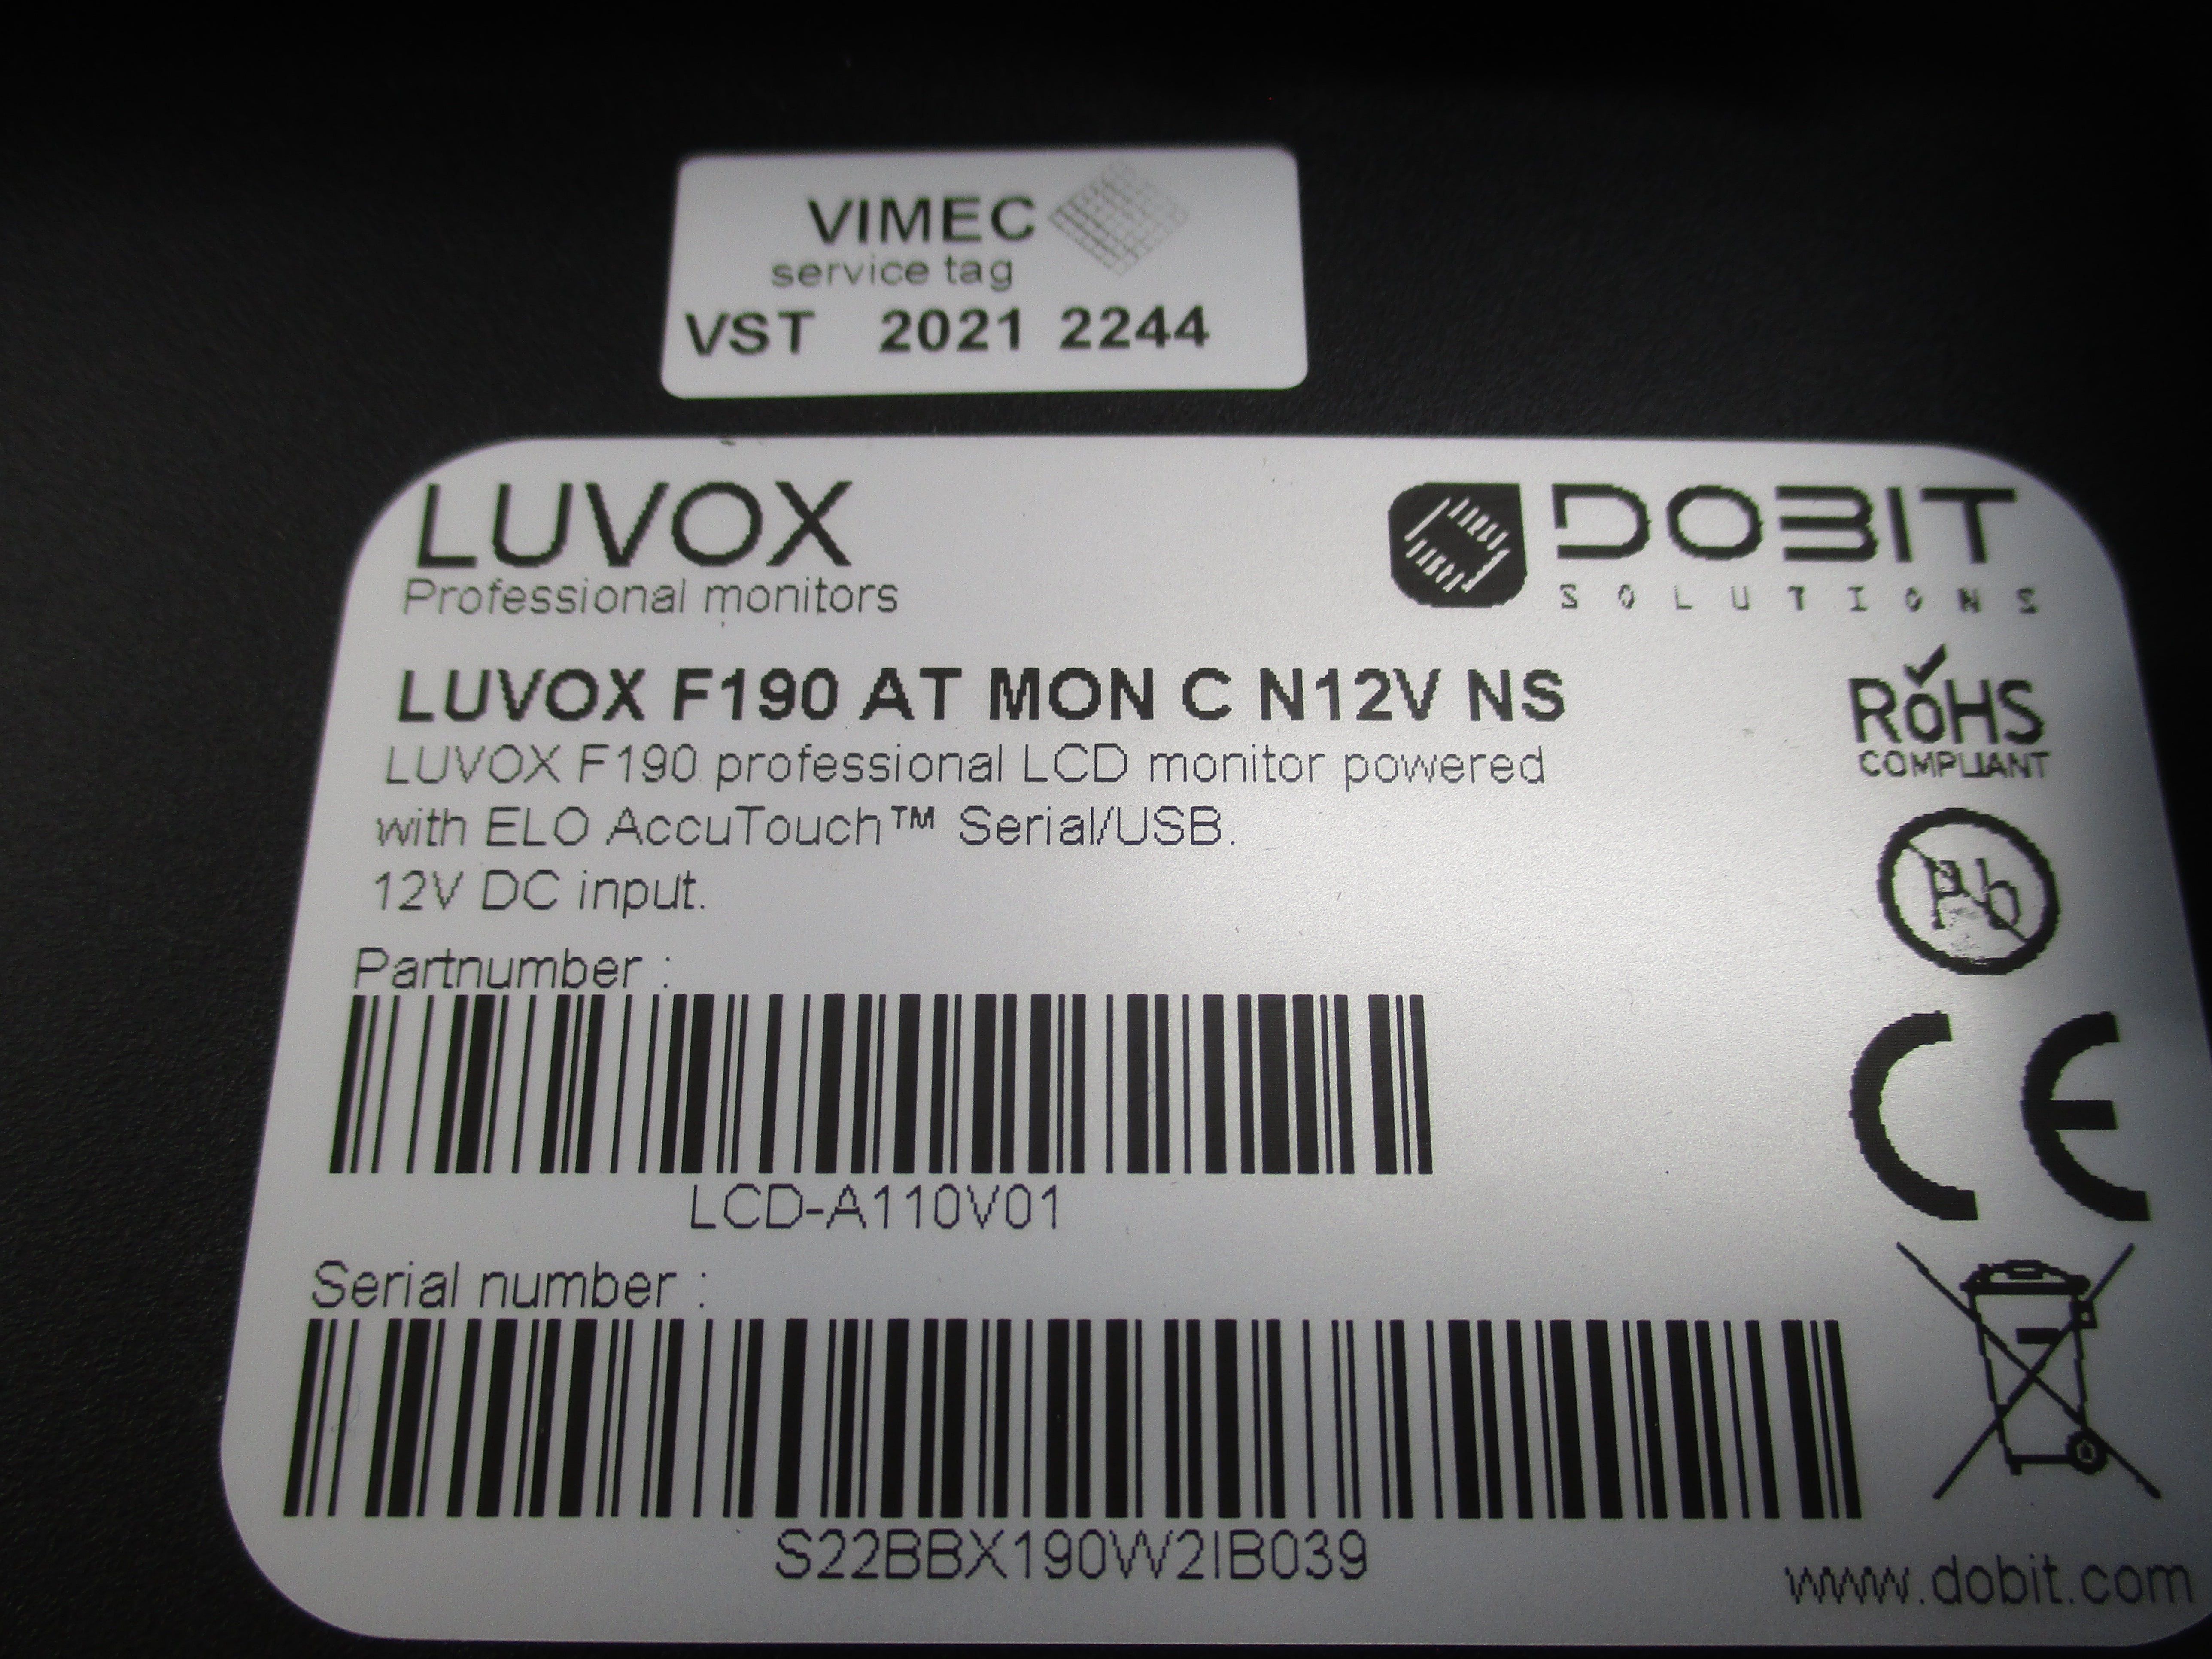 VIMEC
service tag
VST 2021 2244
LUVOX
Professional monitors
DOBIT
SOLUTIONS
LUVOX F190 AT MON C N12V NS
LUVOX F190 professional LCD monitor powered
with ELO AccuTouch™ Serial/USB.
12V DC input.
RoHS
COMPLIANT
Pb
Partnumber :
LCD-A110V01
CE
Serial number :
S22BBX190W2IB039
www.dobit.com